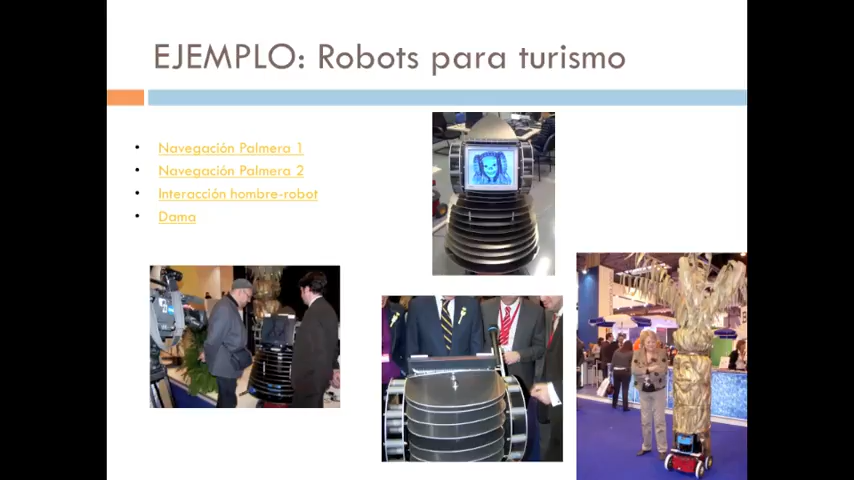 EJEMPLO: Robots para turismo
Navegación Palmera 1
Navegación Palmera 2
Interacción hombre-robot
Dama